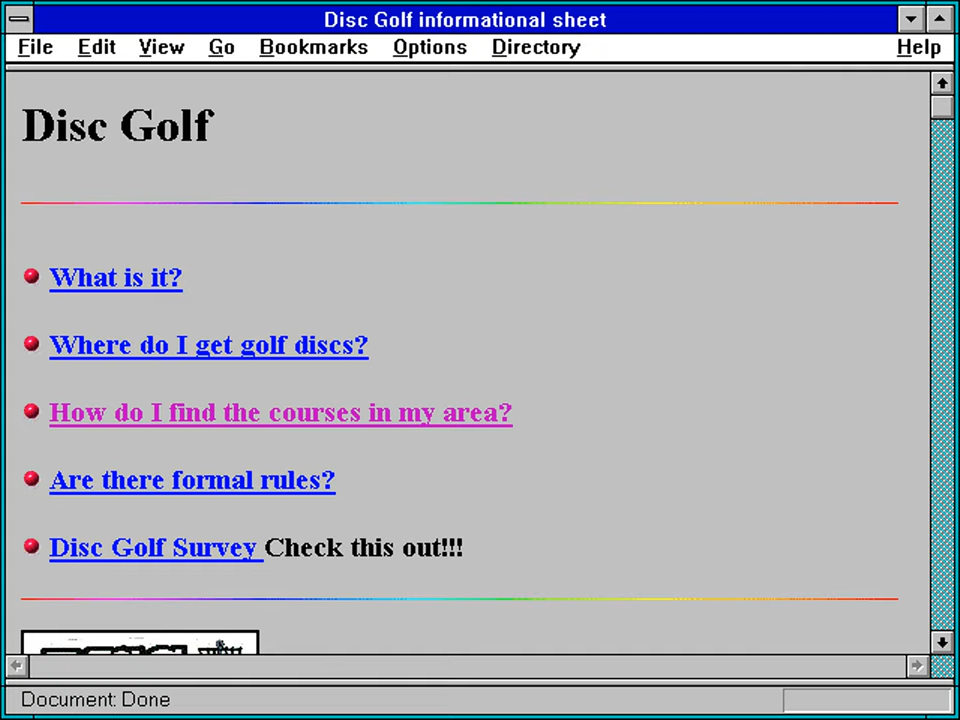 Disc Golf informational sheet
File Edit View Go Bookmarks Options Directory Help
Disc Golf
What is it?
Where do I get golf discs?
How do I find the courses in my area?
Are there formal rules?
Disc Golf Survey Check this out!!!
Document: Done